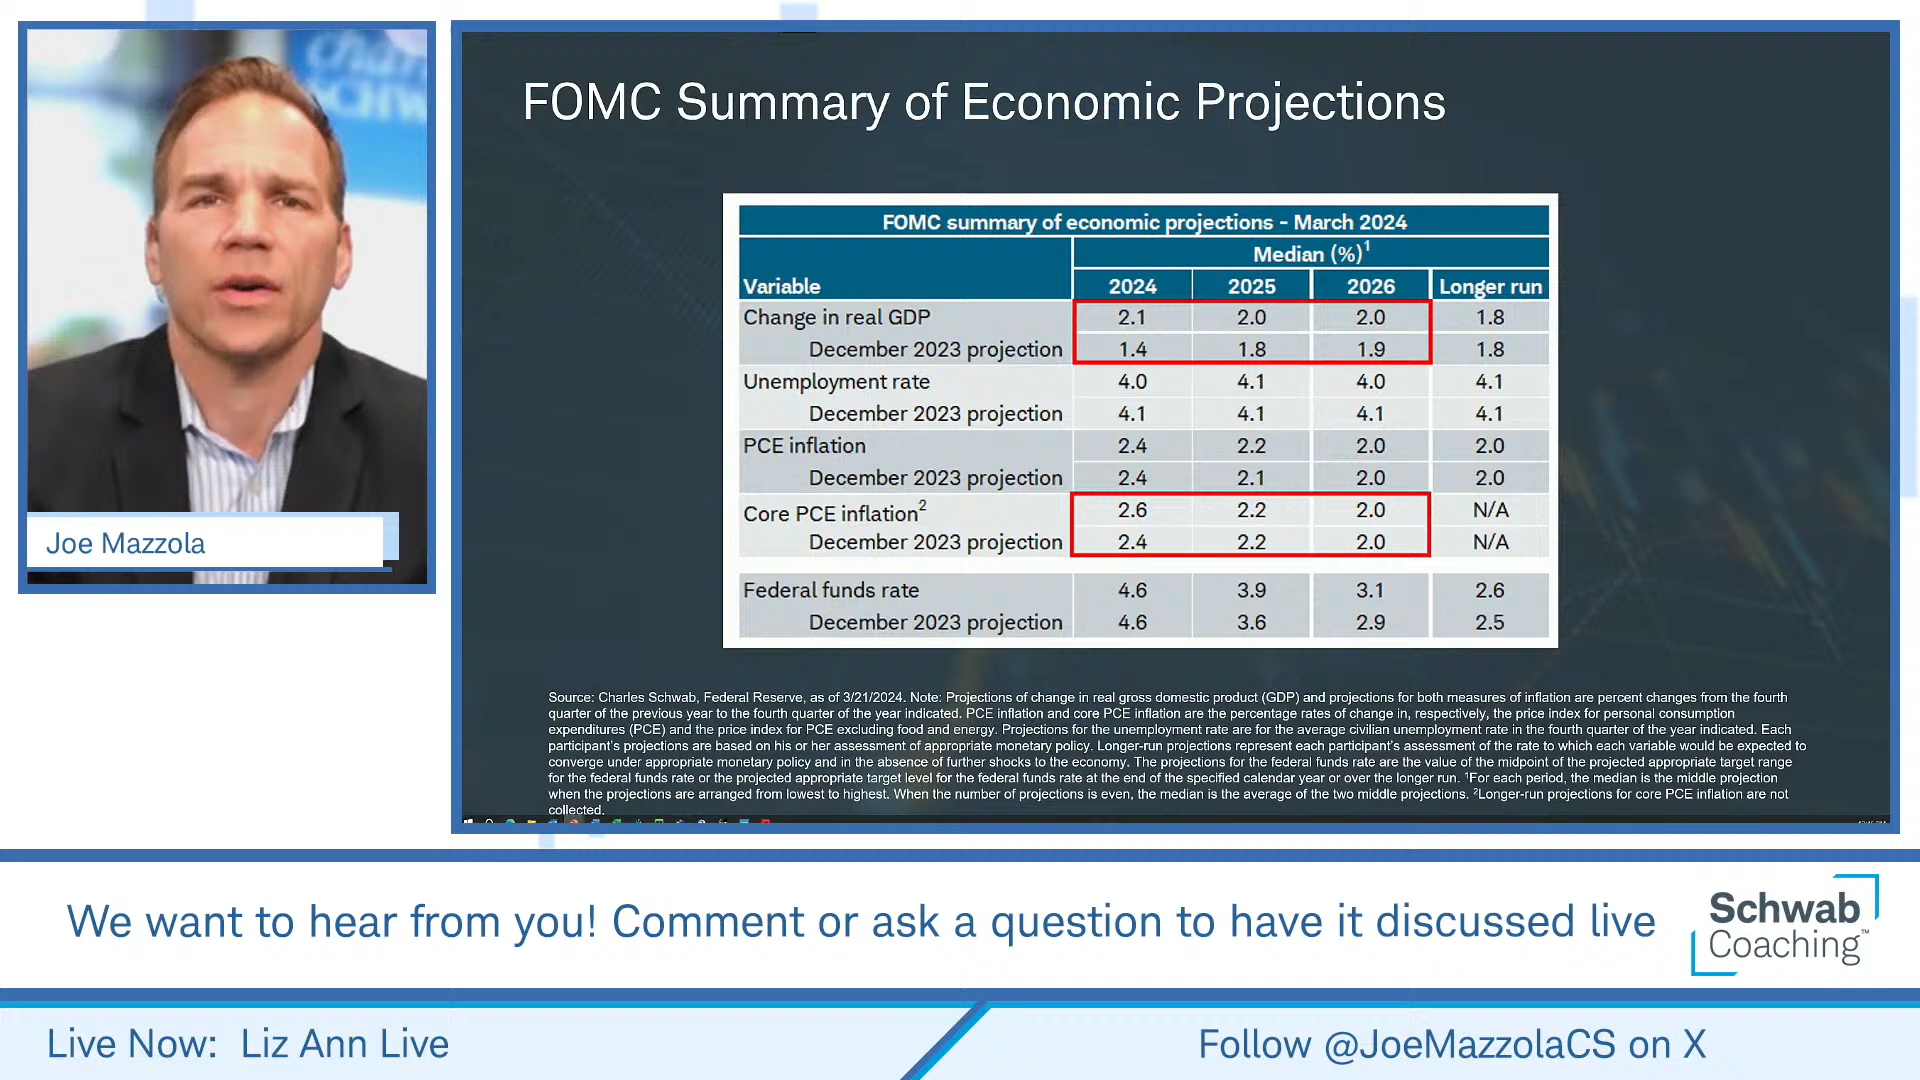 Joe Mazzola
FOMC Summary of Economic Projections
FOMC summary of economic projections - March 2024
Median (%)¹
Variable 2024 2025 2026 Longer run
Change in real GDP 2.1 2.0 2.0 1.8
December 2023 projection 1.4 1.8 1.9 1.8
Unemployment rate 4.0 4.1 4.0 4.1
December 2023 projection 4.1 4.1 4.1 4.1
PCE inflation 2.4 2.2 2.0 2.0
December 2023 projection 2.4 2.1 2.0 2.0
Core PCE inflation² 2.6 2.2 2.0 N/A
December 2023 projection 2.4 2.2 2.0 N/A
Federal funds rate 4.6 3.9 3.1 2.6
December 2023 projection 4.6 3.6 2.9 2.5
Source: Charles Schwab, Federal Reserve, as of 3/21/2024. Note: Projections of change in real gross domestic product (GDP) and projections for both measures of inflation are percent changes from the fourth
quarter of the previous year to the fourth quarter of the year indicated. PCE inflation and core PCE inflation are the percentage rates of change in, respectively, the price index for personal consumption
expenditures (PCE) and the price index for PCE excluding food and energy. Projections for the unemployment rate are for the average civilian unemployment rate in the fourth quarter of the year indicated. Each
participant's projections are based on his or her assessment of appropriate monetary policy. Longer-run projections represent each participant's assessment of the rate to which each variable would be expected to
converge under appropriate monetary policy and in the absence of further shocks to the economy. The projections for the federal funds rate are the value of the midpoint of the projected appropriate target range
for the federal funds rate or the projected appropriate target level for the federal funds rate at the end of the specified calendar year or over the longer run. ¹For each period, the median is the middle projection
when the projections are arranged from lowest to highest. When the number of projections is even, the median is the average of the two middle projections. ²Longer-run projections for core PCE inflation are not
collected.
We want to hear from you! Comment or ask a question to have it discussed live
Schwab
Coaching™
Live Now: Liz Ann Live
Follow @JoeMazzolaCS on X